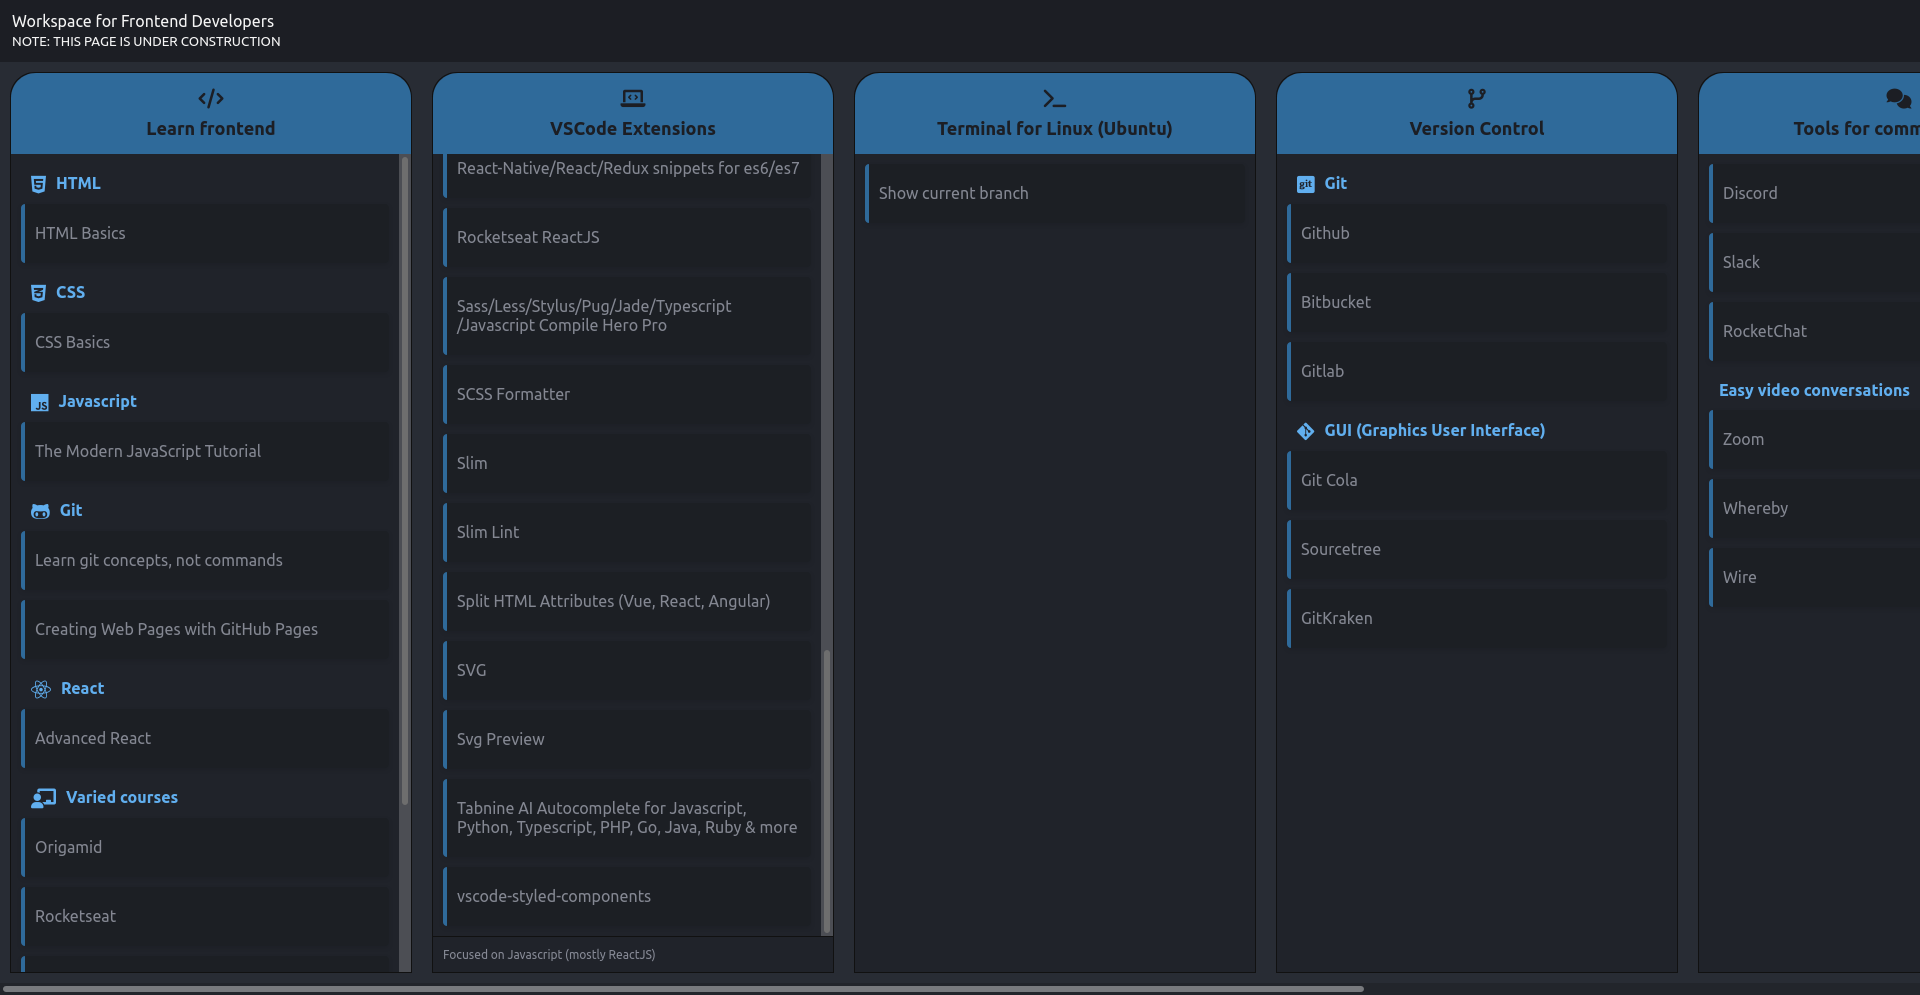 Workspace for Frontend Developers
NOTE: THIS PAGE IS UNDER CONSTRUCTION
Learn frontend
HTML
HTML Basics
CSS
CSS Basics
JS
Javascript
The Modern JavaScript Tutorial
Git
Learn git concepts, not commands
Creating Web Pages with GitHub Pages
React
Advanced React
Varied courses
Origamid
Rocketseat
VSCode Extensions
React-Native/React/Redux snippets for es6/es7
Rocketseat ReactJS
Sass/Less/Stylus/Pug/Jade/Typescript
/Javascript Compile Hero Pro
SCSS Formatter
Slim
Slim Lint
Split HTML Attributes (Vue, React, Angular)
SVG
Svg Preview
Tabnine AI Autocomplete for Javascript,
Python, Typescript, PHP, Go, Java, Ruby & more
vscode-styled-components
Focused on Javascript (mostly ReactJS)
Terminal for Linux (Ubuntu)
Show current branch
Version Control
git
Git
Github
Bitbucket
Gitlab
GUI (Graphics User Interface)
Git Cola
Sourcetree
GitKraken
Tools for comm
Discord
Slack
RocketChat
Easy video conversations
Zoom
Whereby
Wire